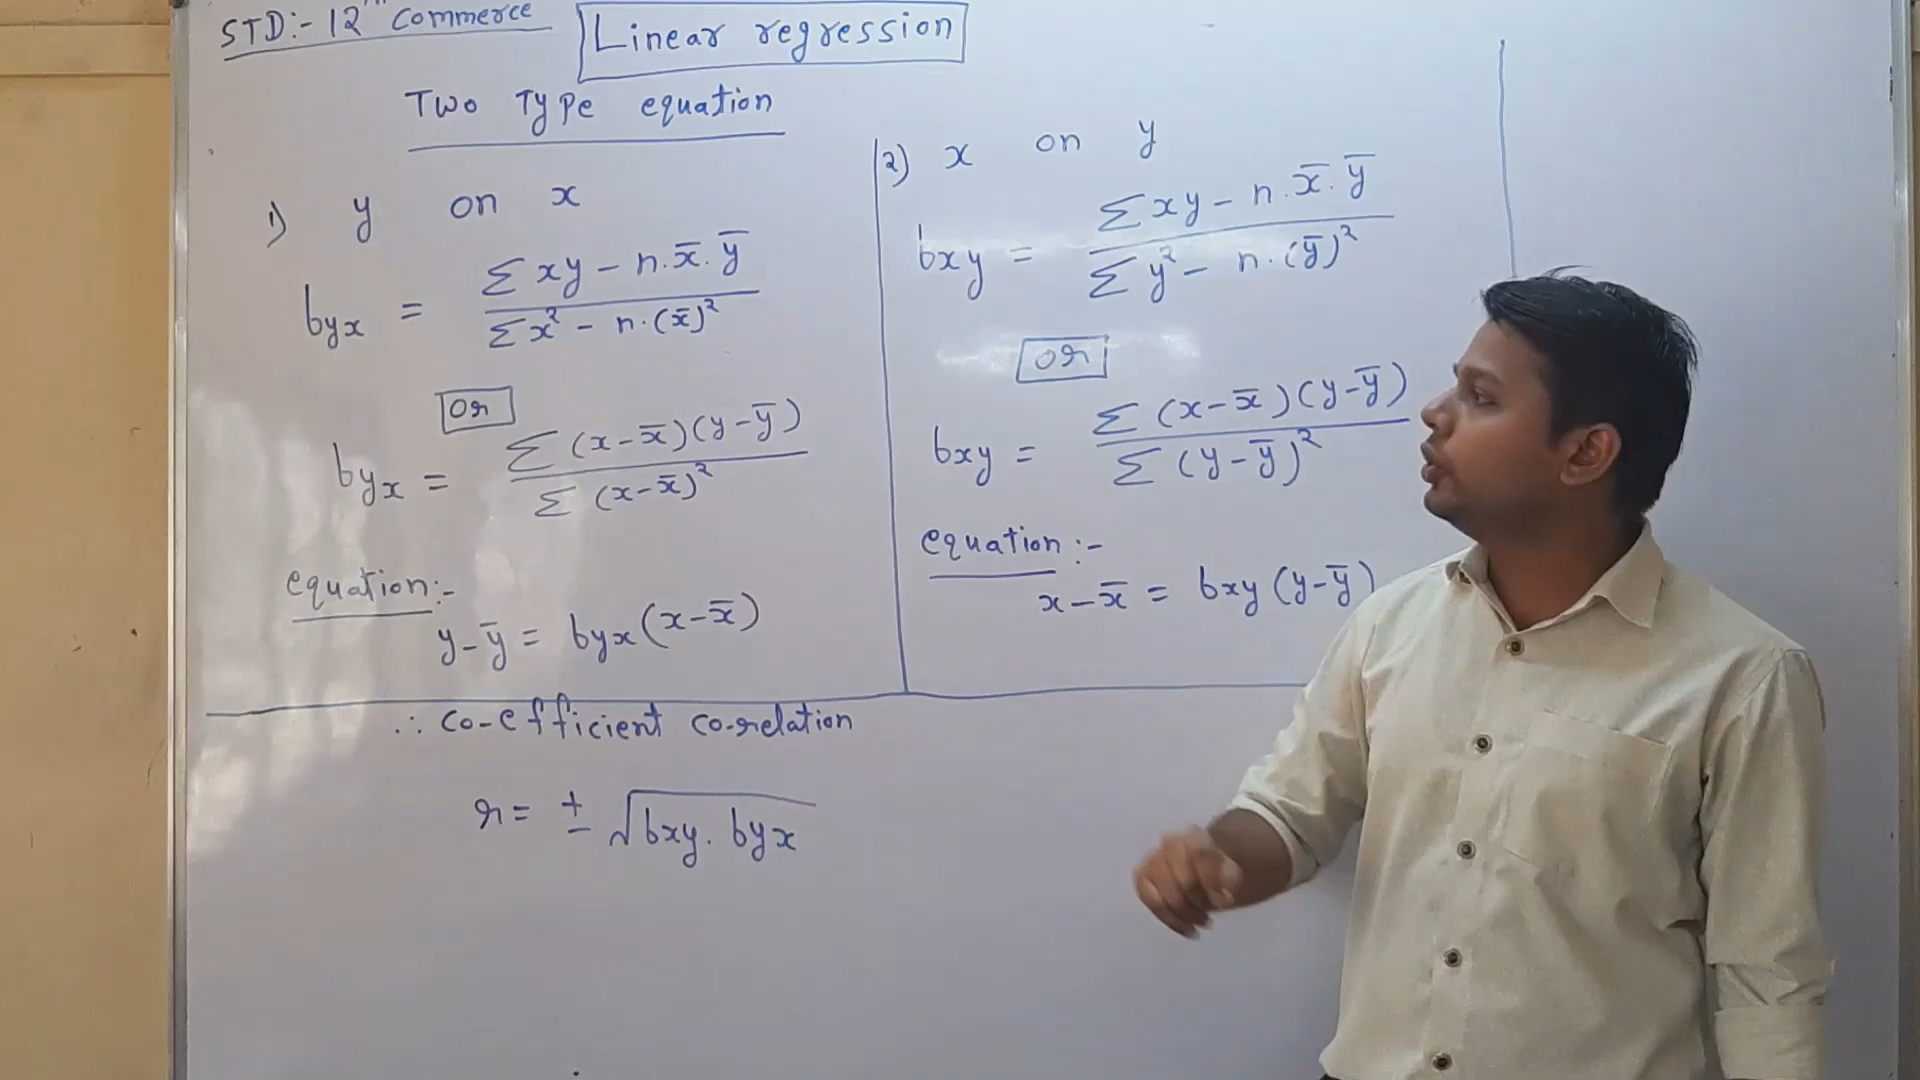 STD:- 12th Commerce
Linear regression
Two Type equation
1) y on x
byx = Σxy - n.x̄.ȳ / Σx² - n.(x̄)²
Or
byx = Σ(x-x̄)(y-ȳ) / Σ(x-x̄)²
equation:-
y-ȳ = byx(x-x̄)
2) x on y
bxy = Σxy - n.x̄.ȳ / Σy² - n.(ȳ)²
or
bxy = Σ(x-x̄)(y-ȳ) / Σ(y-ȳ)²
equation:-
x-x̄ = bxy(y-ȳ)
∴ co-efficient co-relation
r = ± √bxy. byx